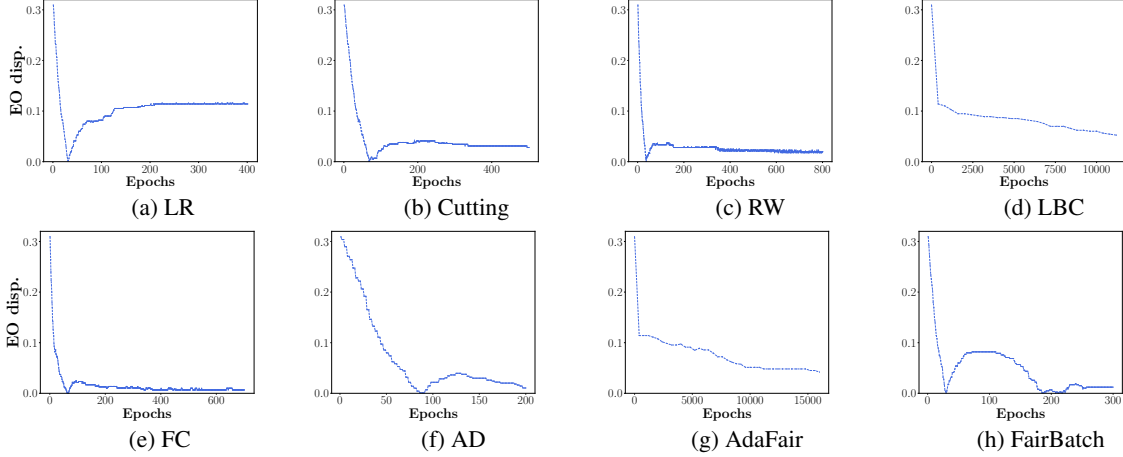 0.3 0.3 0.3 0.3
0.2 0.2 0.2 0.2
0.1 0.1 0.1 0.1
0.0 0.0 0.0 0.0
EO disp.
0 100 200 300 400 0 200 400 0 200 400 600 800 0 2500 5000 7500 10000
Epochs Epochs Epochs Epochs
(a) LR (b) Cutting (c) RW (d) LBC
0.3 0.3 0.3 0.3
0.2 0.2 0.2 0.2
0.1 0.1 0.1 0.1
0.0 0.0 0.0 0.0
EO disp.
0 200 400 600 0 50 100 150 200 0 5000 10000 15000 0 100 200 300
Epochs Epochs Epochs Epochs
(e) FC (f) AD (g) AdaFair (h) FairBatch